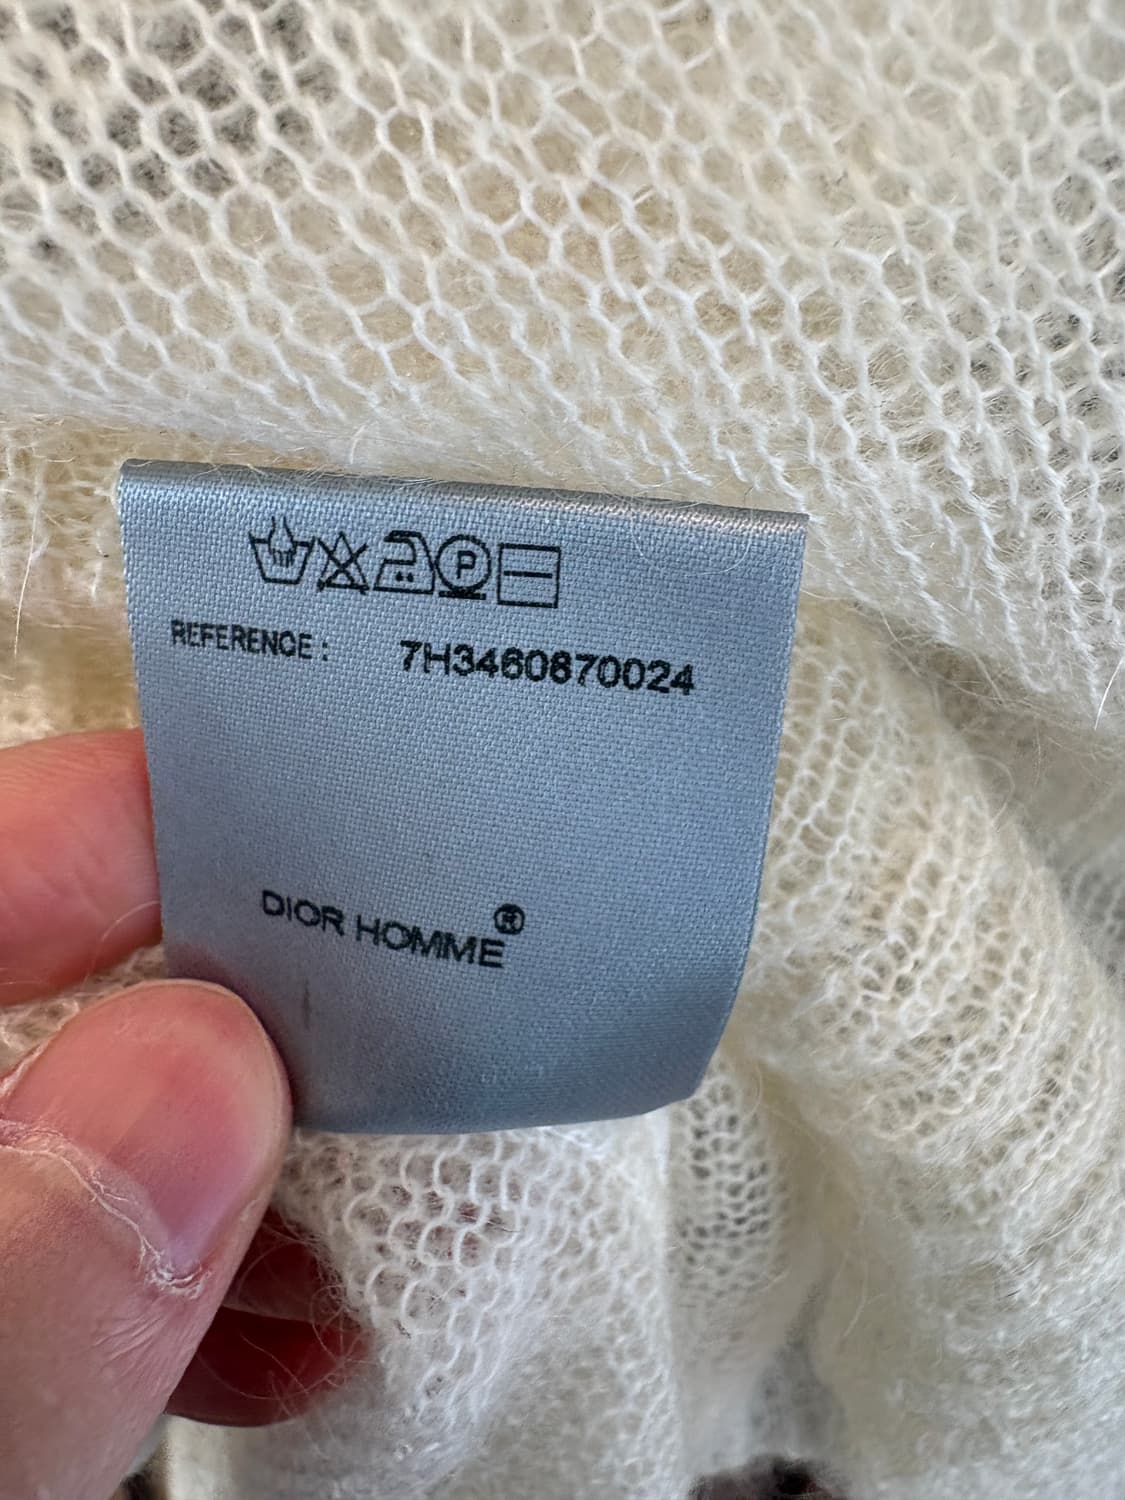 P
REFERENCE : 7H3460870024
DIOR HOMME®